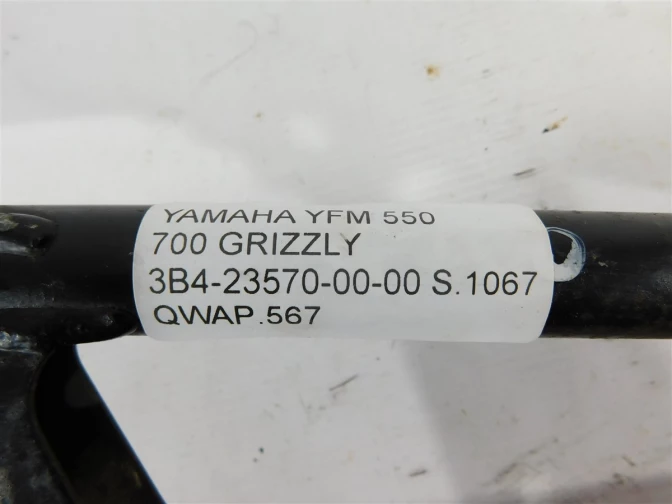 YAMAHA YFM 550
700 GRIZZLY
3B4-23570-00-00 S.1067
QWAP.567